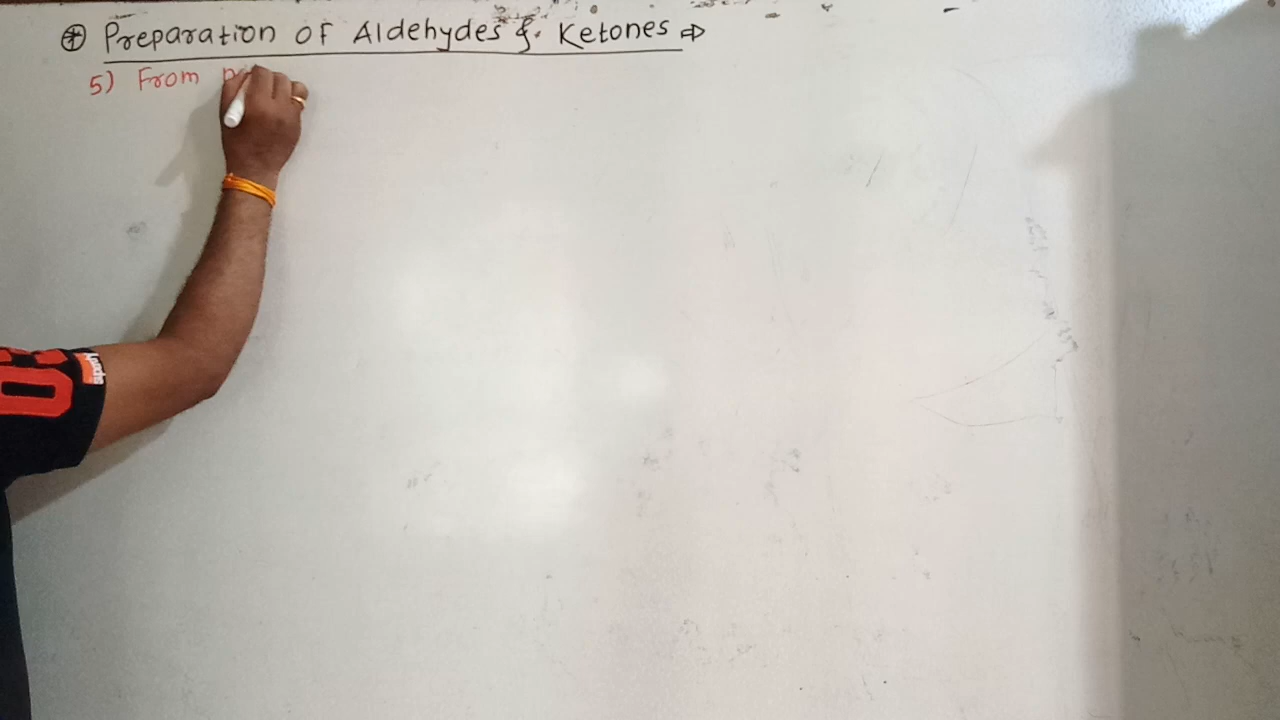 ⊕ Preparation of Aldehydes & Ketones ⇒
5) From